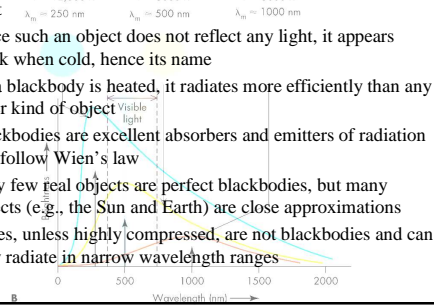 λm ≈ 250 nm λm ≈ 500 nm λm ≈ 1000 nm
ce such an object does not reflect any light, it appears
k when cold, hence its name
a blackbody is heated, it radiates more efficiently than any
r kind of object
Visible
light
ckbodies are excellent absorbers and emitters of radiation
follow Wien’s law
y few real objects are perfect blackbodies, but many
cts (e.g., the Sun and Earth) are close approximations
es, unless highly compressed, are not blackbodies and can
y radiate in narrow wavelength ranges
0 500 1000 1500 2000
B Wavelength (nm)